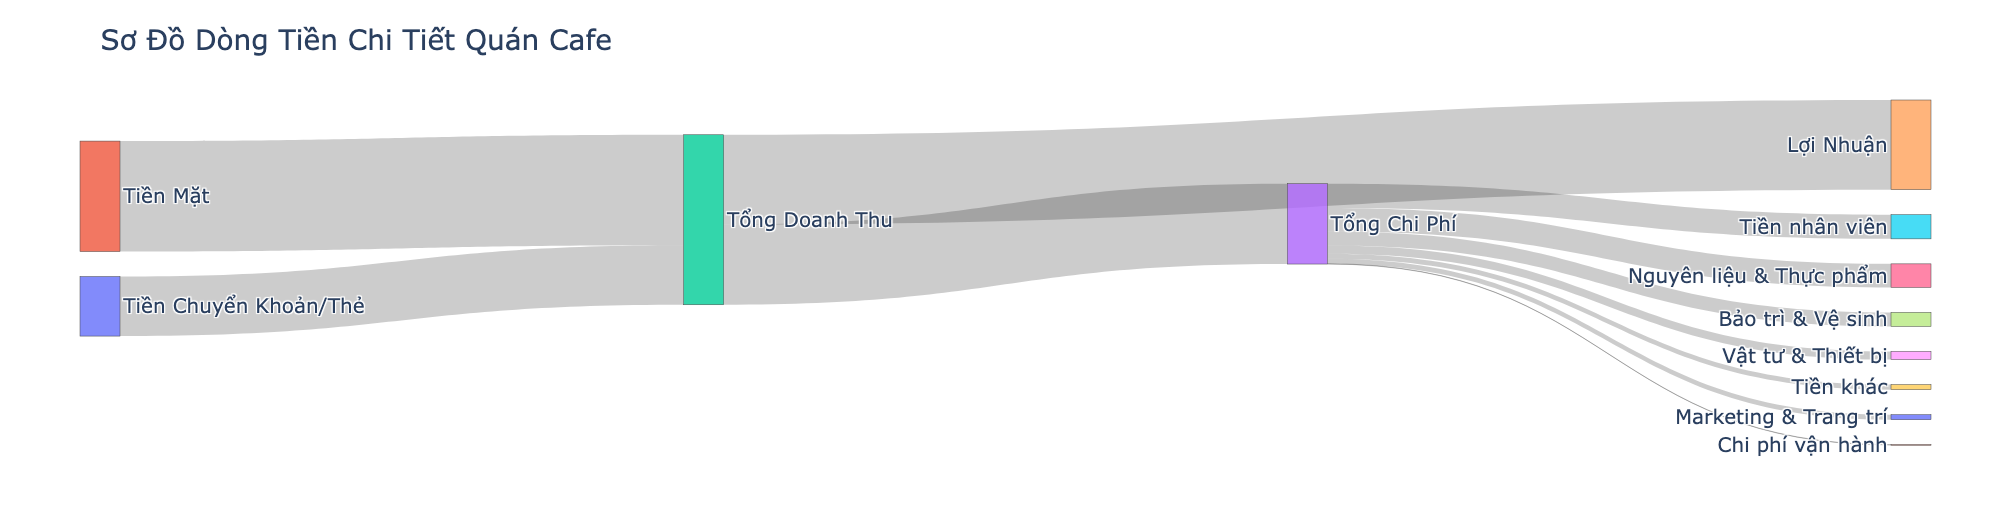 Sơ Đồ Dòng Tiền Chi Tiết Quán Cafe
Tiền Mặt
Tiền Chuyển Khoản/Thẻ
Tổng Doanh Thu
Tổng Chi Phí
Lợi Nhuận
Tiền nhân viên
Nguyên liệu & Thực phẩm
Bảo trì & Vệ sinh
Vật tư & Thiết bị
Tiền khác
Marketing & Trang trí
Chi phí vận hành